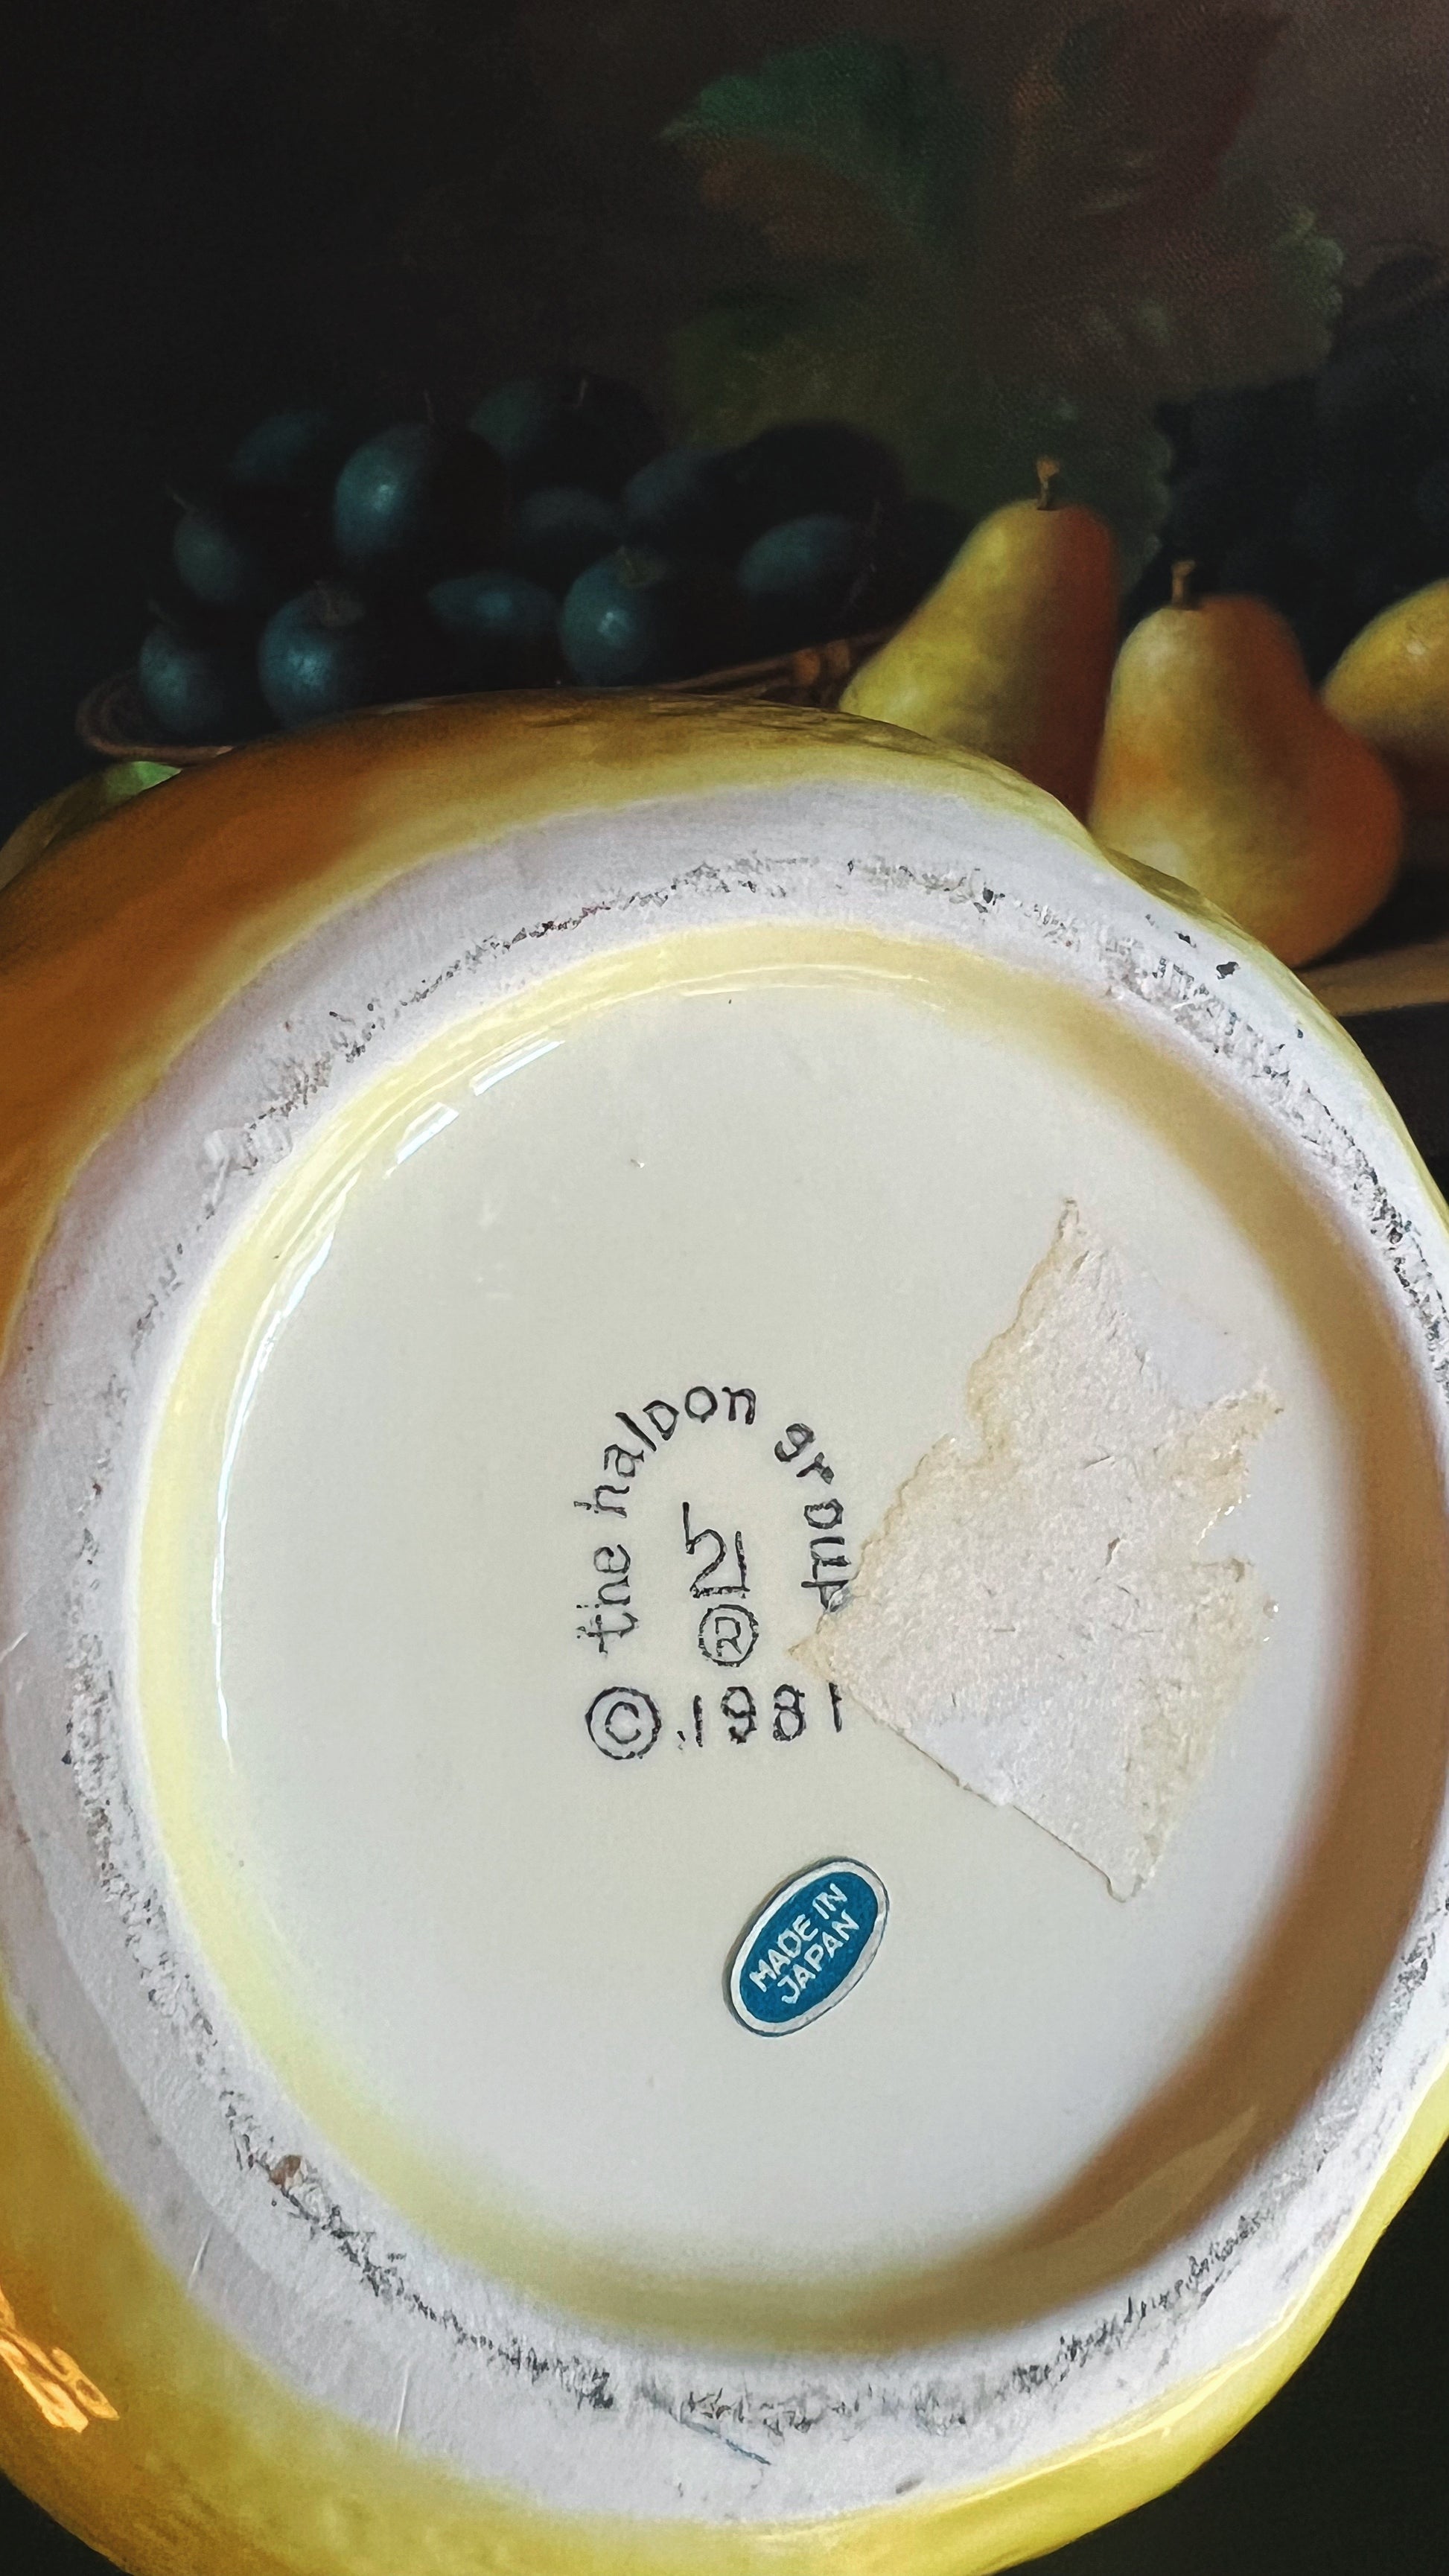 the haldon group
®
© 1981
MADE IN
JAPAN